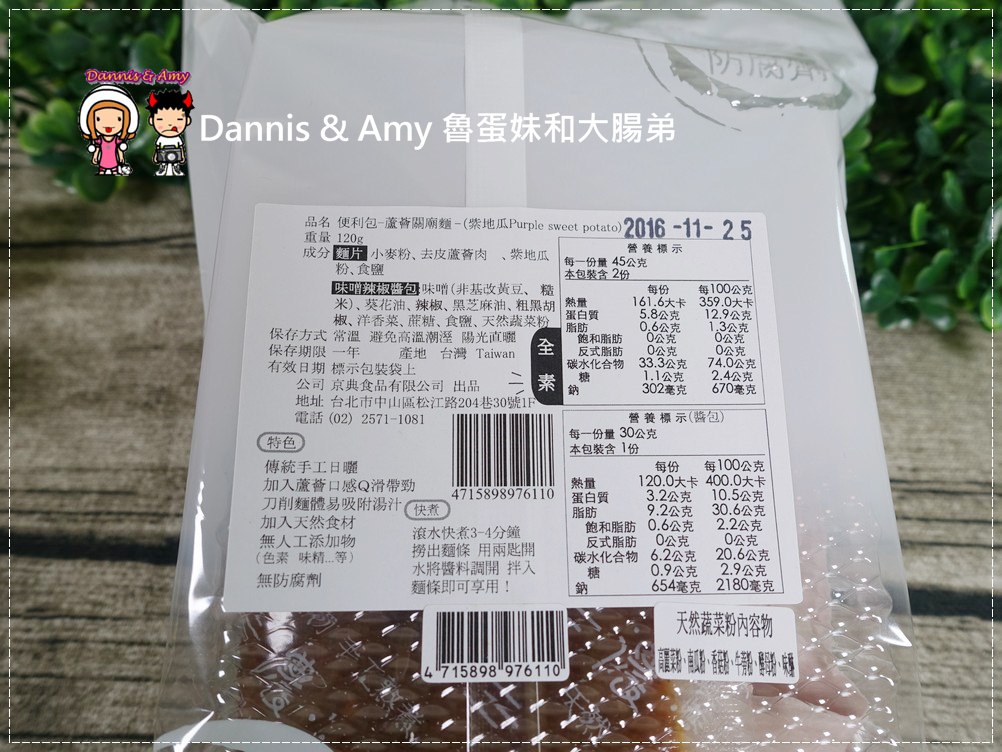 防腐劑
Dannis & Amy
Dannis & Amy 魯蛋妹和大腸弟
品名 便利包-蘆薈關廟麵-(紫地瓜Purple sweet potato)
2016 -11- 25
重量 120g
成分 麵片 小麥粉、去皮蘆薈肉 、紫地瓜
粉、食鹽
味噌辣椒醬包 味噌(非基改黃豆、糙
米)、葵花油、辣椒、黑芝麻油、粗黑胡
椒、洋香菜、蔗糖、食鹽、天然蔬菜粉
保存方式 常溫 避免高溫潮溼 陽光直曬
保存期限 一年 產地 台灣 Taiwan
有效日期 標示包裝袋上
公司 京典食品有限公司 出品
地址 台北市中山區松江路204巷30號1F
電話 (02) 2571-1081
全素
營養標示
每一份量 45公克
本包裝含 2份
每份 每100公克
熱量 161.6大卡 359.0大卡
蛋白質 5.8公克 12.9公克
脂肪 0.6公克 1.3公克
飽和脂肪 0公克 0公克
反式脂肪 0公克 0公克
碳水化合物 33.3公克 74.0公克
糖 1.1公克 2.4公克
鈉 302毫克 670毫克
營養標示(醬包)
每一份量 30公克
本包裝含 1份
每份 每100公克
熱量 120.0大卡 400.0大卡
蛋白質 3.2公克 10.5公克
脂肪 9.2公克 30.6公克
飽和脂肪 0.6公克 2.2公克
反式脂肪 0公克 0公克
碳水化合物 6.2公克 20.6公克
糖 0.9公克 2.9公克
鈉 654毫克 2180毫克
特色
傳統手工日曬
加入蘆薈口感Q滑帶勁
刀削麵體易吸附湯汁
加入天然食材
無人工添加物
(色素 味精...等)
無防腐劑
4715898976110
快煮
滾水快煮3-4分鐘
撈出麵條 用兩匙開
水將醬料調開 拌入
麵條即可享用！
4 715898 976110
天然蔬菜粉內容物
高麗菜粉、南瓜粉、香菇粉、牛蒡粉、酵母粉、味醂